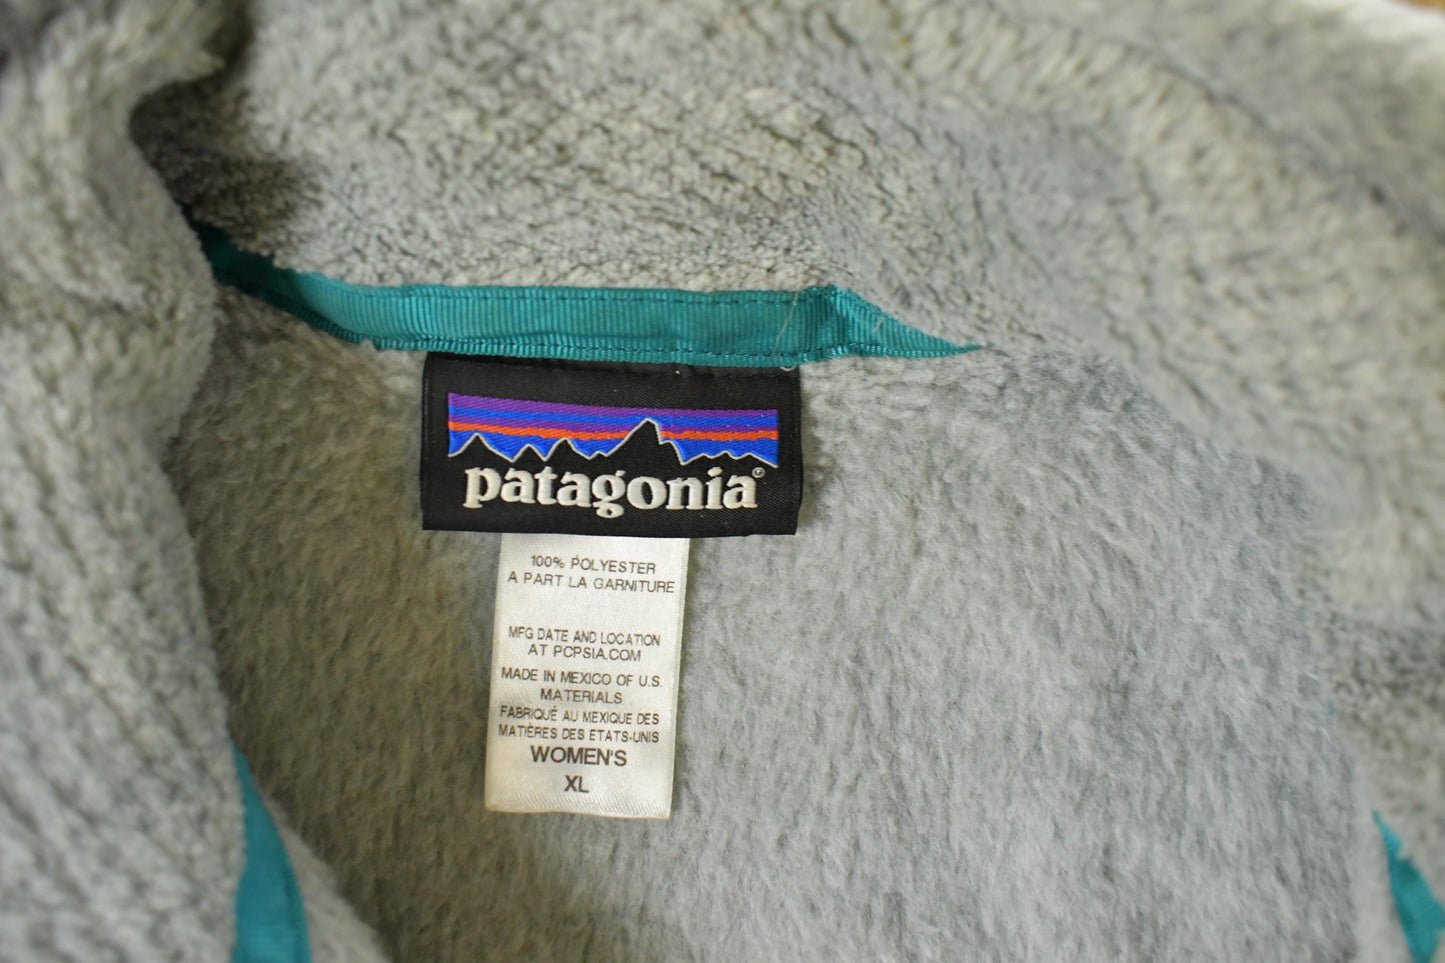 patagonia®
100% POLYESTER
A PART LA GARNITURE
MFG DATE AND LOCATION
AT PCPSIA.COM
MADE IN MEXICO OF U.S.
MATERIALS
FABRIQUÉ AU MEXIQUE DES
MATIÈRES DES ETATS-UNIS
WOMEN'S
XL